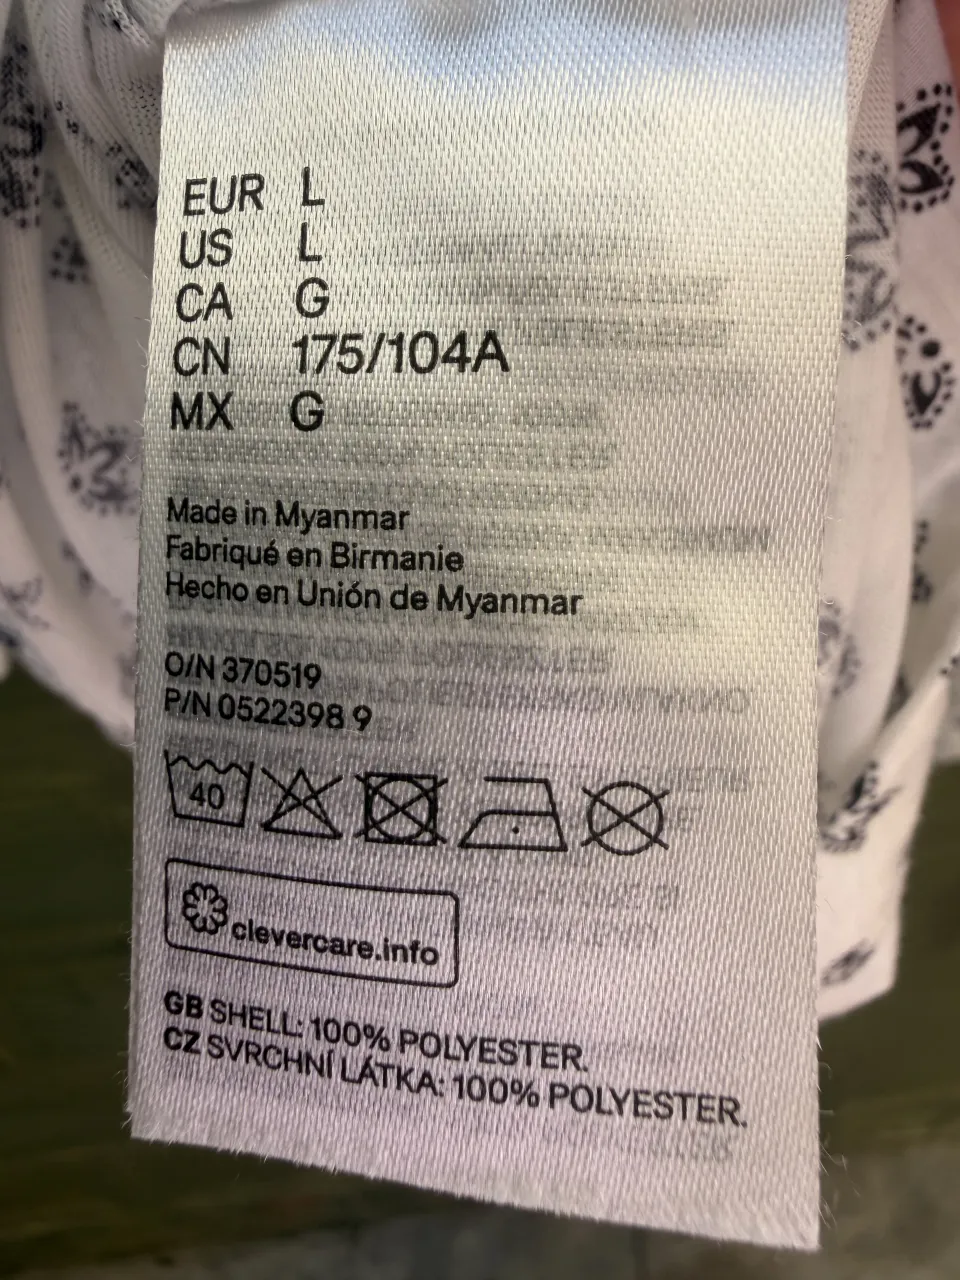 EUR L
US L
CA G
CN 175/104A
MX G
Made in Myanmar
Fabriqué en Birmanie
Hecho en Unión de Myanmar
O/N 370519
P/N 0522398 9
40
clevercare.info
GB SHELL: 100% POLYESTER.
CZ SVRCHNÍ LÁTKA: 100% POLYESTER.